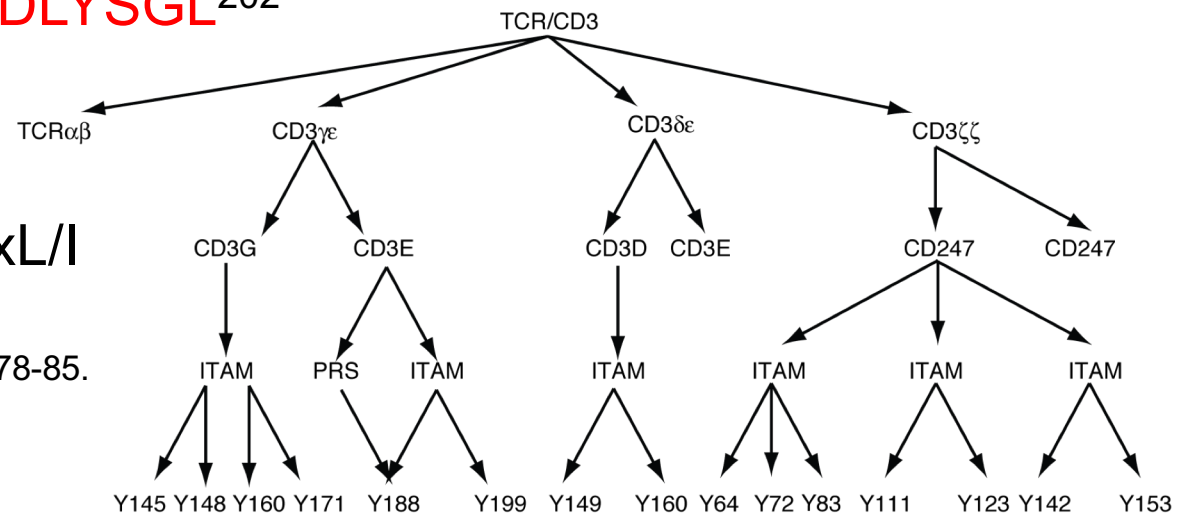 DLYSGL²⁰²
TCR/CD3
TCRαβ CD3γε CD3δε CD3ζζ
xL/I
CD3G CD3E CD3D CD3E CD247 CD247
78-85.
ITAM PRS ITAM ITAM ITAM ITAM ITAM
Y145 Y148 Y160 Y171 Y188 Y199 Y149 Y160 Y64 Y72 Y83 Y111 Y123 Y142 Y153